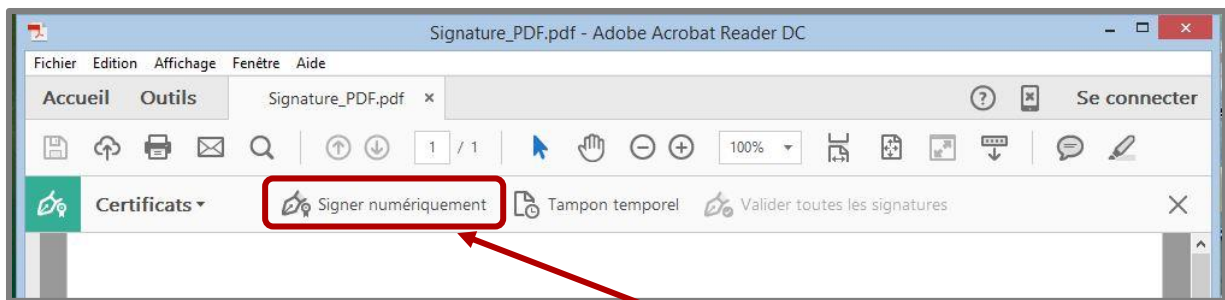 Signature_PDF.pdf - Adobe Acrobat Reader DC
Fichier Edition Affichage Fenêtre Aide
Accueil Outils Signature_PDF.pdf × Se connecter
1 / 1 100%
Certificats Signer numériquement Tampon temporel Valider toutes les signatures